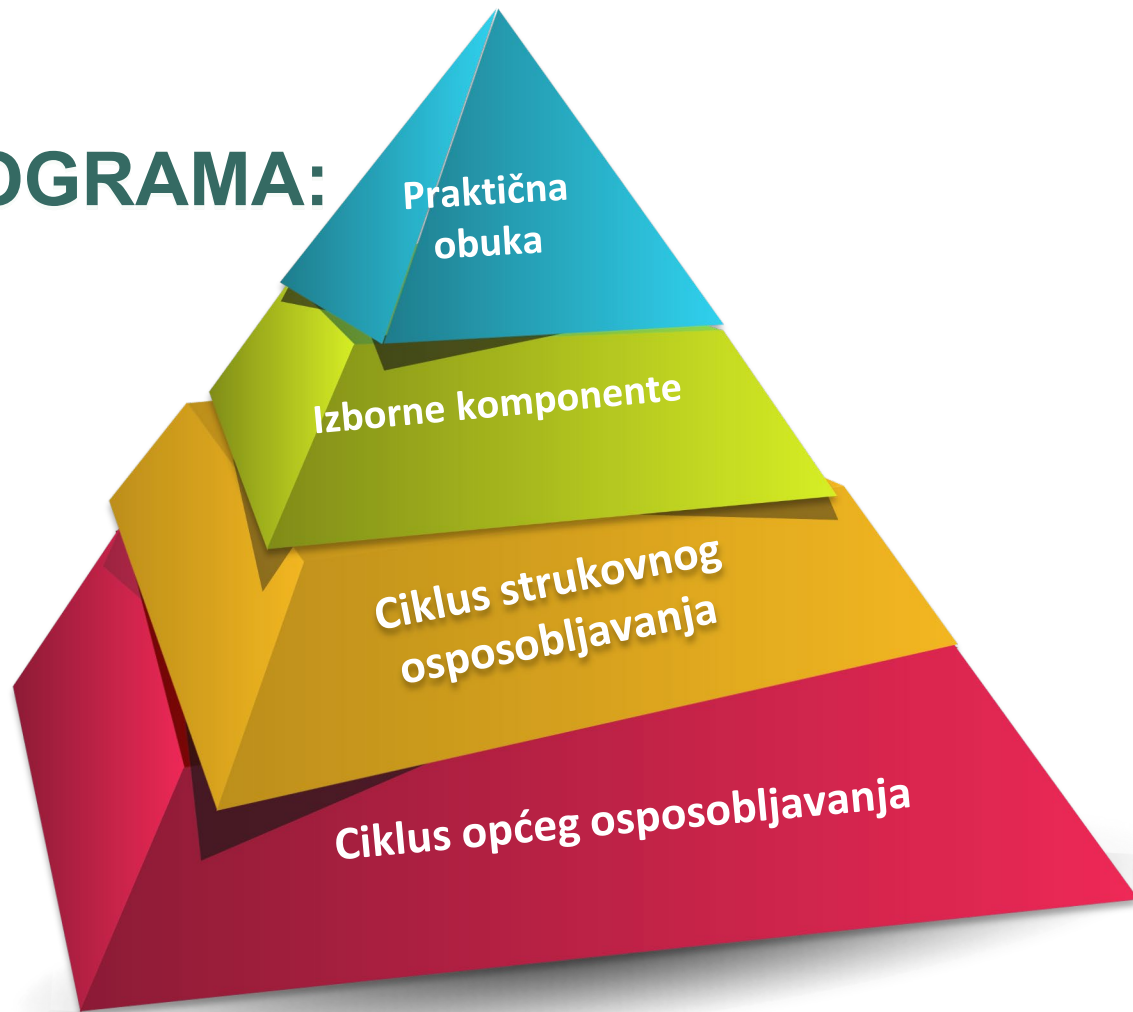 OGRAMA:
Praktična
obuka
Izborne komponente
Ciklus strukovnog
osposobljavanja
Ciklus općeg osposobljavanja